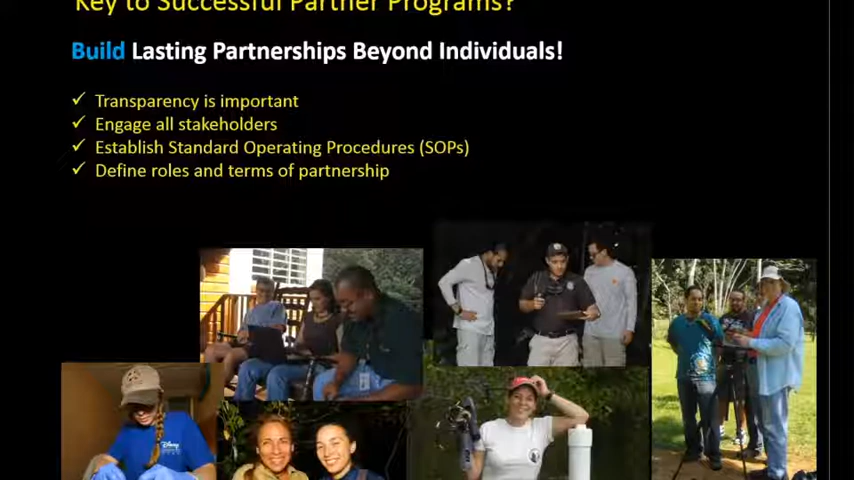 Key to Successful Partner Programs?
Build Lasting Partnerships Beyond Individuals!
✓ Transparency is important
✓ Engage all stakeholders
✓ Establish Standard Operating Procedures (SOPs)
✓ Define roles and terms of partnership
Disney